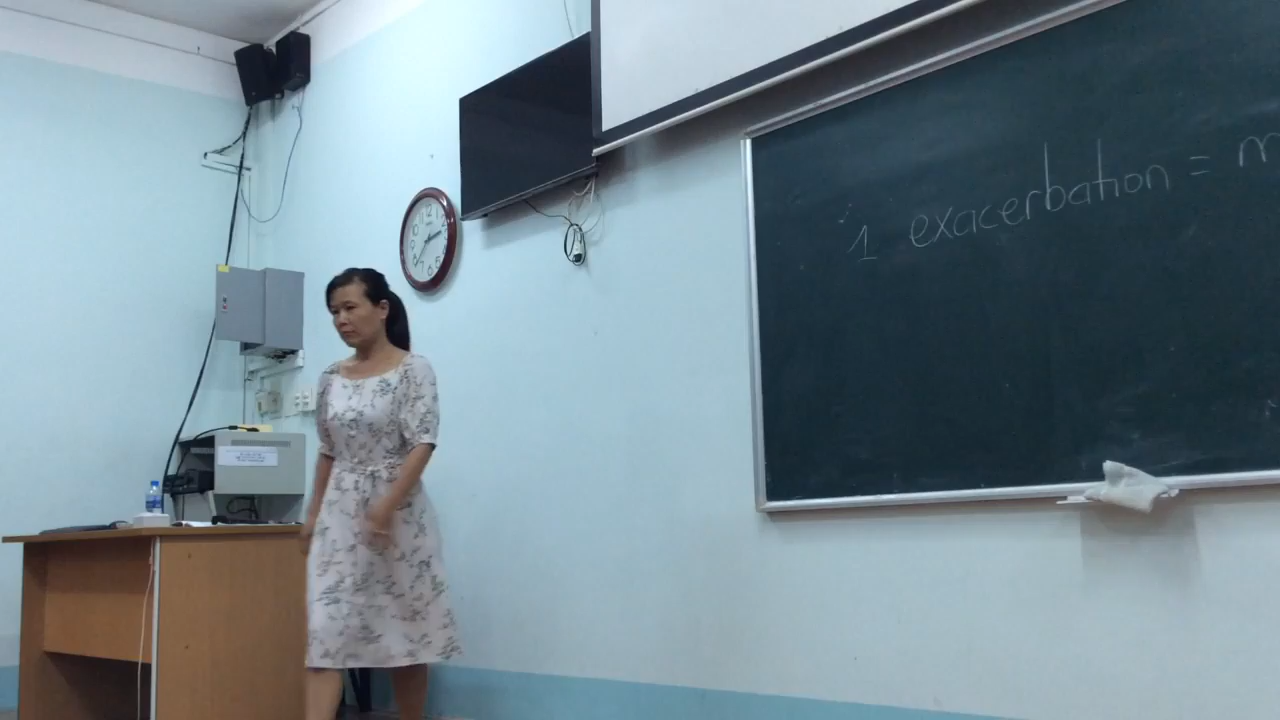 1 exacerbation = m